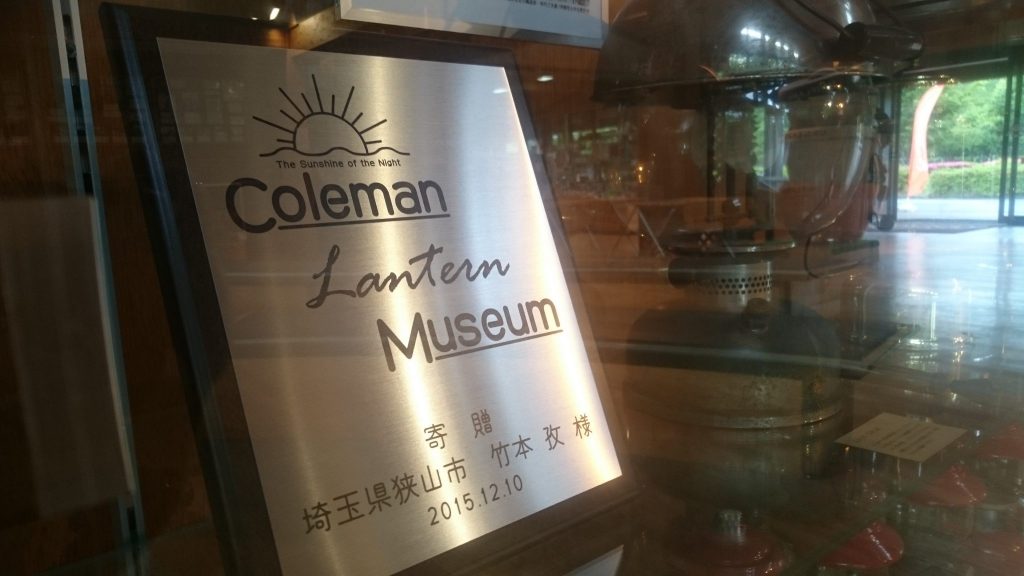 The Sunshine of the Night
Coleman
Lantern
Museum
寄 贈
埼玉県狭山市 竹本 孜 様
2015.12.10